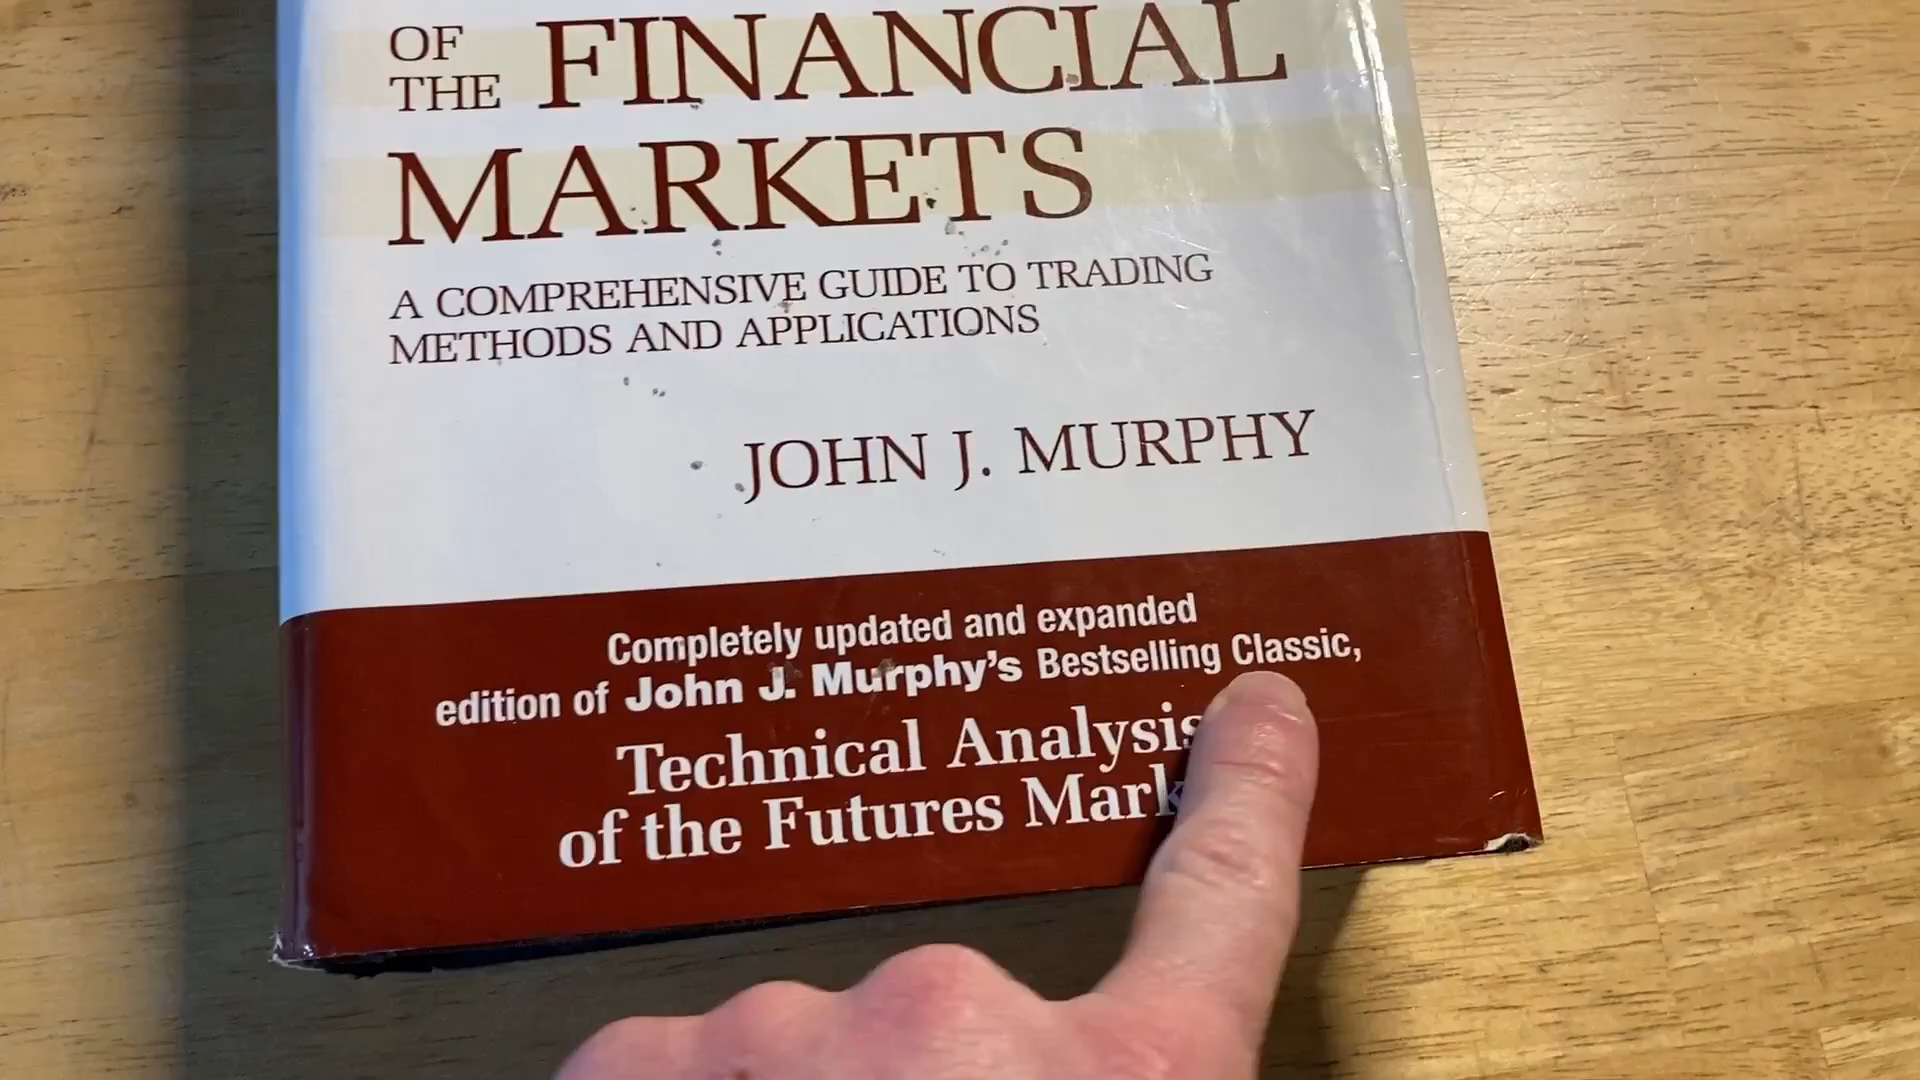 OF
THE FINANCIAL
MARKETS
A COMPREHENSIVE GUIDE TO TRADING
METHODS AND APPLICATIONS
JOHN J. MURPHY
Completely updated and expanded
edition of John J. Murphy's Bestselling Classic,
Technical Analysis
of the Futures Mark